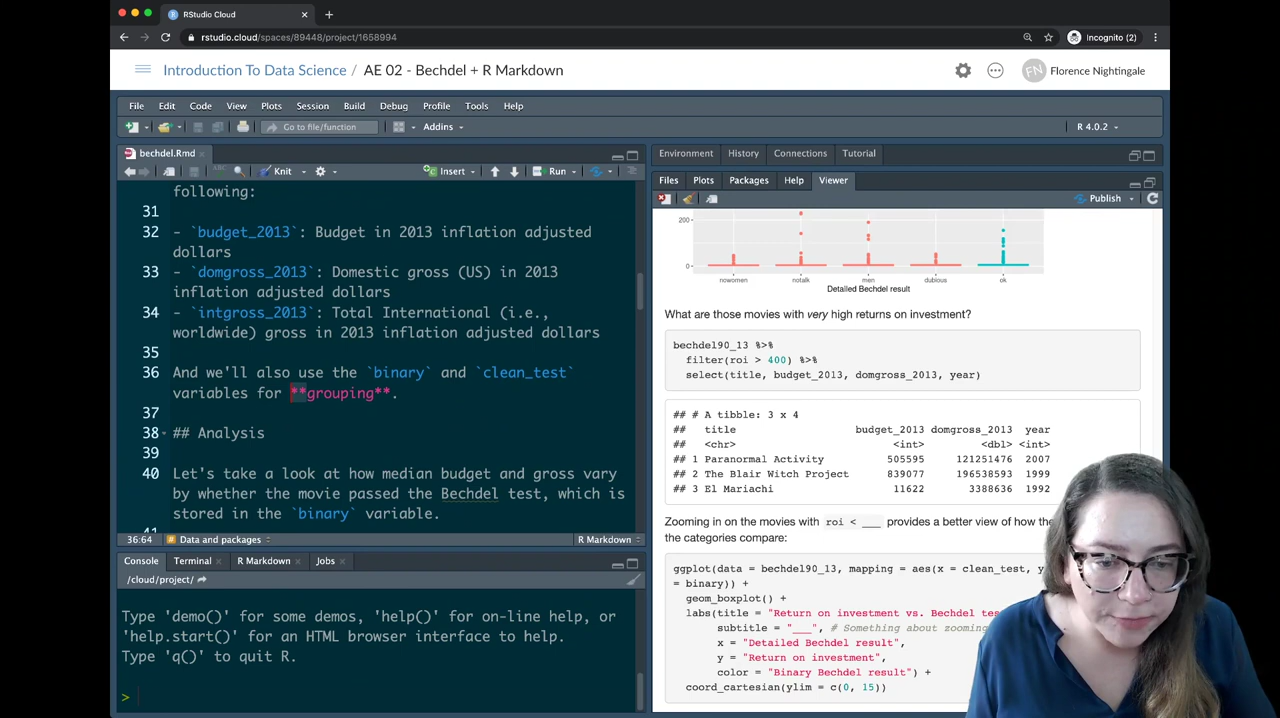 RStudio Cloud
rstudio.cloud/spaces/89448/project/1658994
Incognito (2)
Introduction To Data Science / AE 02 - Bechdel + R Markdown
FN Florence Nightingale
File Edit Code View Plots Session Build Debug Profile Tools Help
Go to file/function
Addins
R 4.0.2
bechdel.Rmd
Knit
Insert
Run
following:
31
32 - `budget_2013`: Budget in 2013 inflation adjusted
dollars
33 - `domgross_2013`: Domestic gross (US) in 2013
inflation adjusted dollars
34 - `intgross_2013`: Total International (i.e.,
worldwide) gross in 2013 inflation adjusted dollars
35
36 And we'll also use the `binary` and `clean_test`
variables for **grouping**.
37
38 ## Analysis
39
40 Let's take a look at how median budget and gross vary
by whether the movie passed the Bechdel test, which is
stored in the `binary` variable.
36:64 # Data and packages R Markdown
Console Terminal R Markdown Jobs
/cloud/project/
Type 'demo()' for some demos, 'help()' for on-line help, or
'help.start()' for an HTML browser interface to help.
Type 'q()' to quit R.
>
Environment History Connections Tutorial
Files Plots Packages Help Viewer
Publish
200
0
nowomen notalk men dubious ok
Detailed Bechdel result
What are those movies with very high returns on investment?
bechdel90_13 %>%
filter(roi > 400) %>%
select(title, budget_2013, domgross_2013, year)
## # A tibble: 3 x 4
## title budget_2013 domgross_2013 year
## <chr> <int> <dbl> <int>
## 1 Paranormal Activity 505595 121251476 2007
## 2 The Blair Witch Project 839077 196538593 1999
## 3 El Mariachi 11622 3388636 1992
Zooming in on the movies with roi < ___ provides a better view of how the
the categories compare:
ggplot(data = bechdel90_13, mapping = aes(x = clean_test, y
= binary)) +
geom_boxplot() +
labs(title = "Return on investment vs. Bechdel
subtitle = "___", # Something about zooming
x = "Detailed Bechdel result",
y = "Return on investment",
color = "Binary Bechdel result") +
coord_cartesian(ylim = c(0, 15))